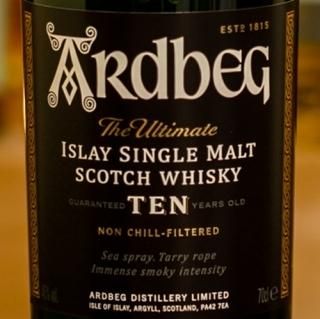 ESTD 1815
ARDBEG
The Ultimate
ISLAY SINGLE MALT
SCOTCH WHISKY
GUARANTEED TEN YEARS OLD
NON CHILL-FILTERED
Sea spray. Tarry rope
Immense smoky intensity
70cl e
ARDBEG DISTILLERY LIMITED
ISLE OF ISLAY, ARGYLL, SCOTLAND, PA42 7EA